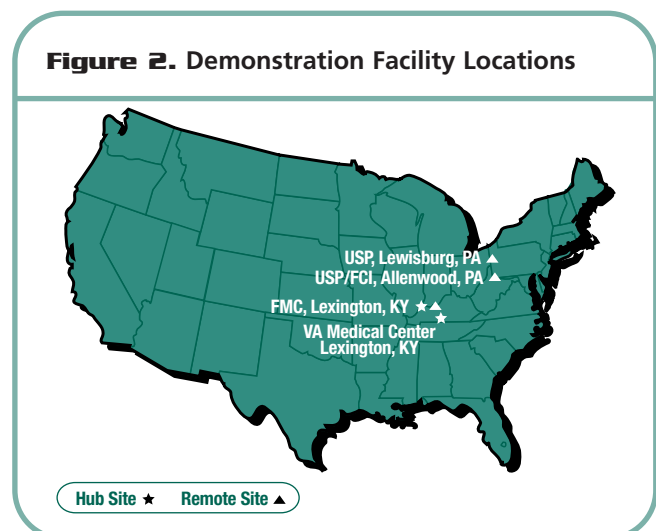 Figure 2. Demonstration Facility Locations
USP, Lewisburg, PA ▲
USP/FCI, Allenwood, PA ▲
FMC, Lexington, KY ★ ▲
VA Medical Center ★
Lexington, KY
Hub Site ★ Remote Site ▲